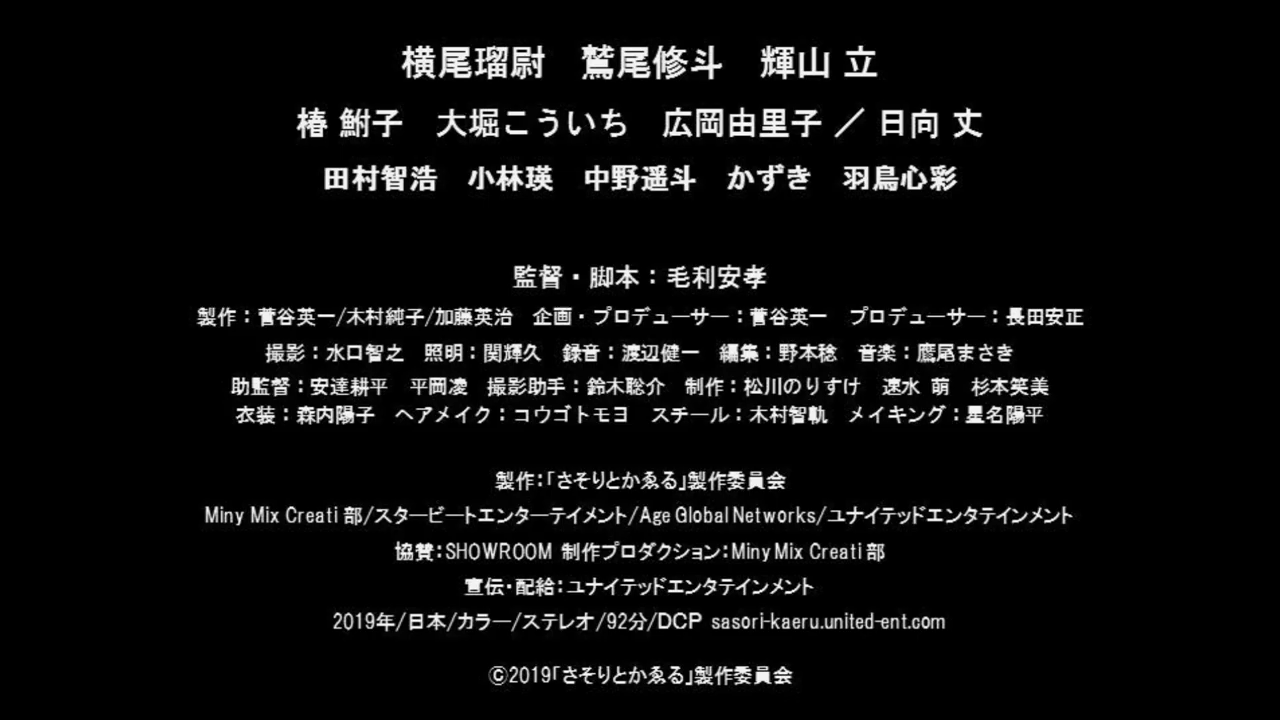 横尾瑠尉　鷲尾修斗　輝山 立
椿 鮒子　大堀こういち　広岡由里子 ／ 日向 丈
田村智浩　小林瑛　中野遥斗　かずき　羽鳥心彩
監督・脚本：毛利安孝
製作：菅谷英一/木村純子/加藤英治　企画・プロデューサー：菅谷英一　プロデューサー：長田安正
撮影：水口智之　照明：関輝久　録音：渡辺健一　編集：野本稔　音楽：鷹尾まさき
助監督：安達耕平　平岡凌　撮影助手：鈴木聡介　制作：松川のりすけ　速水 萌　杉本笑美
衣装：森内陽子　ヘアメイク：コウゴトモヨ　スチール：木村智軌　メイキング：星名陽平
製作：「さそりとかゑる」製作委員会
Miny Mix Creati 部/スタービートエンターテイメント/Age Global Networks/ユナイテッドエンタテインメント
協賛：SHOWROOM 制作プロダクション：Miny Mix Creati 部
宣伝・配給：ユナイテッドエンタテインメント
2019年/日本/カラー/ステレオ/92分/DCP sasori-kaeru.united-ent.com
©2019「さそりとかゑる」製作委員会